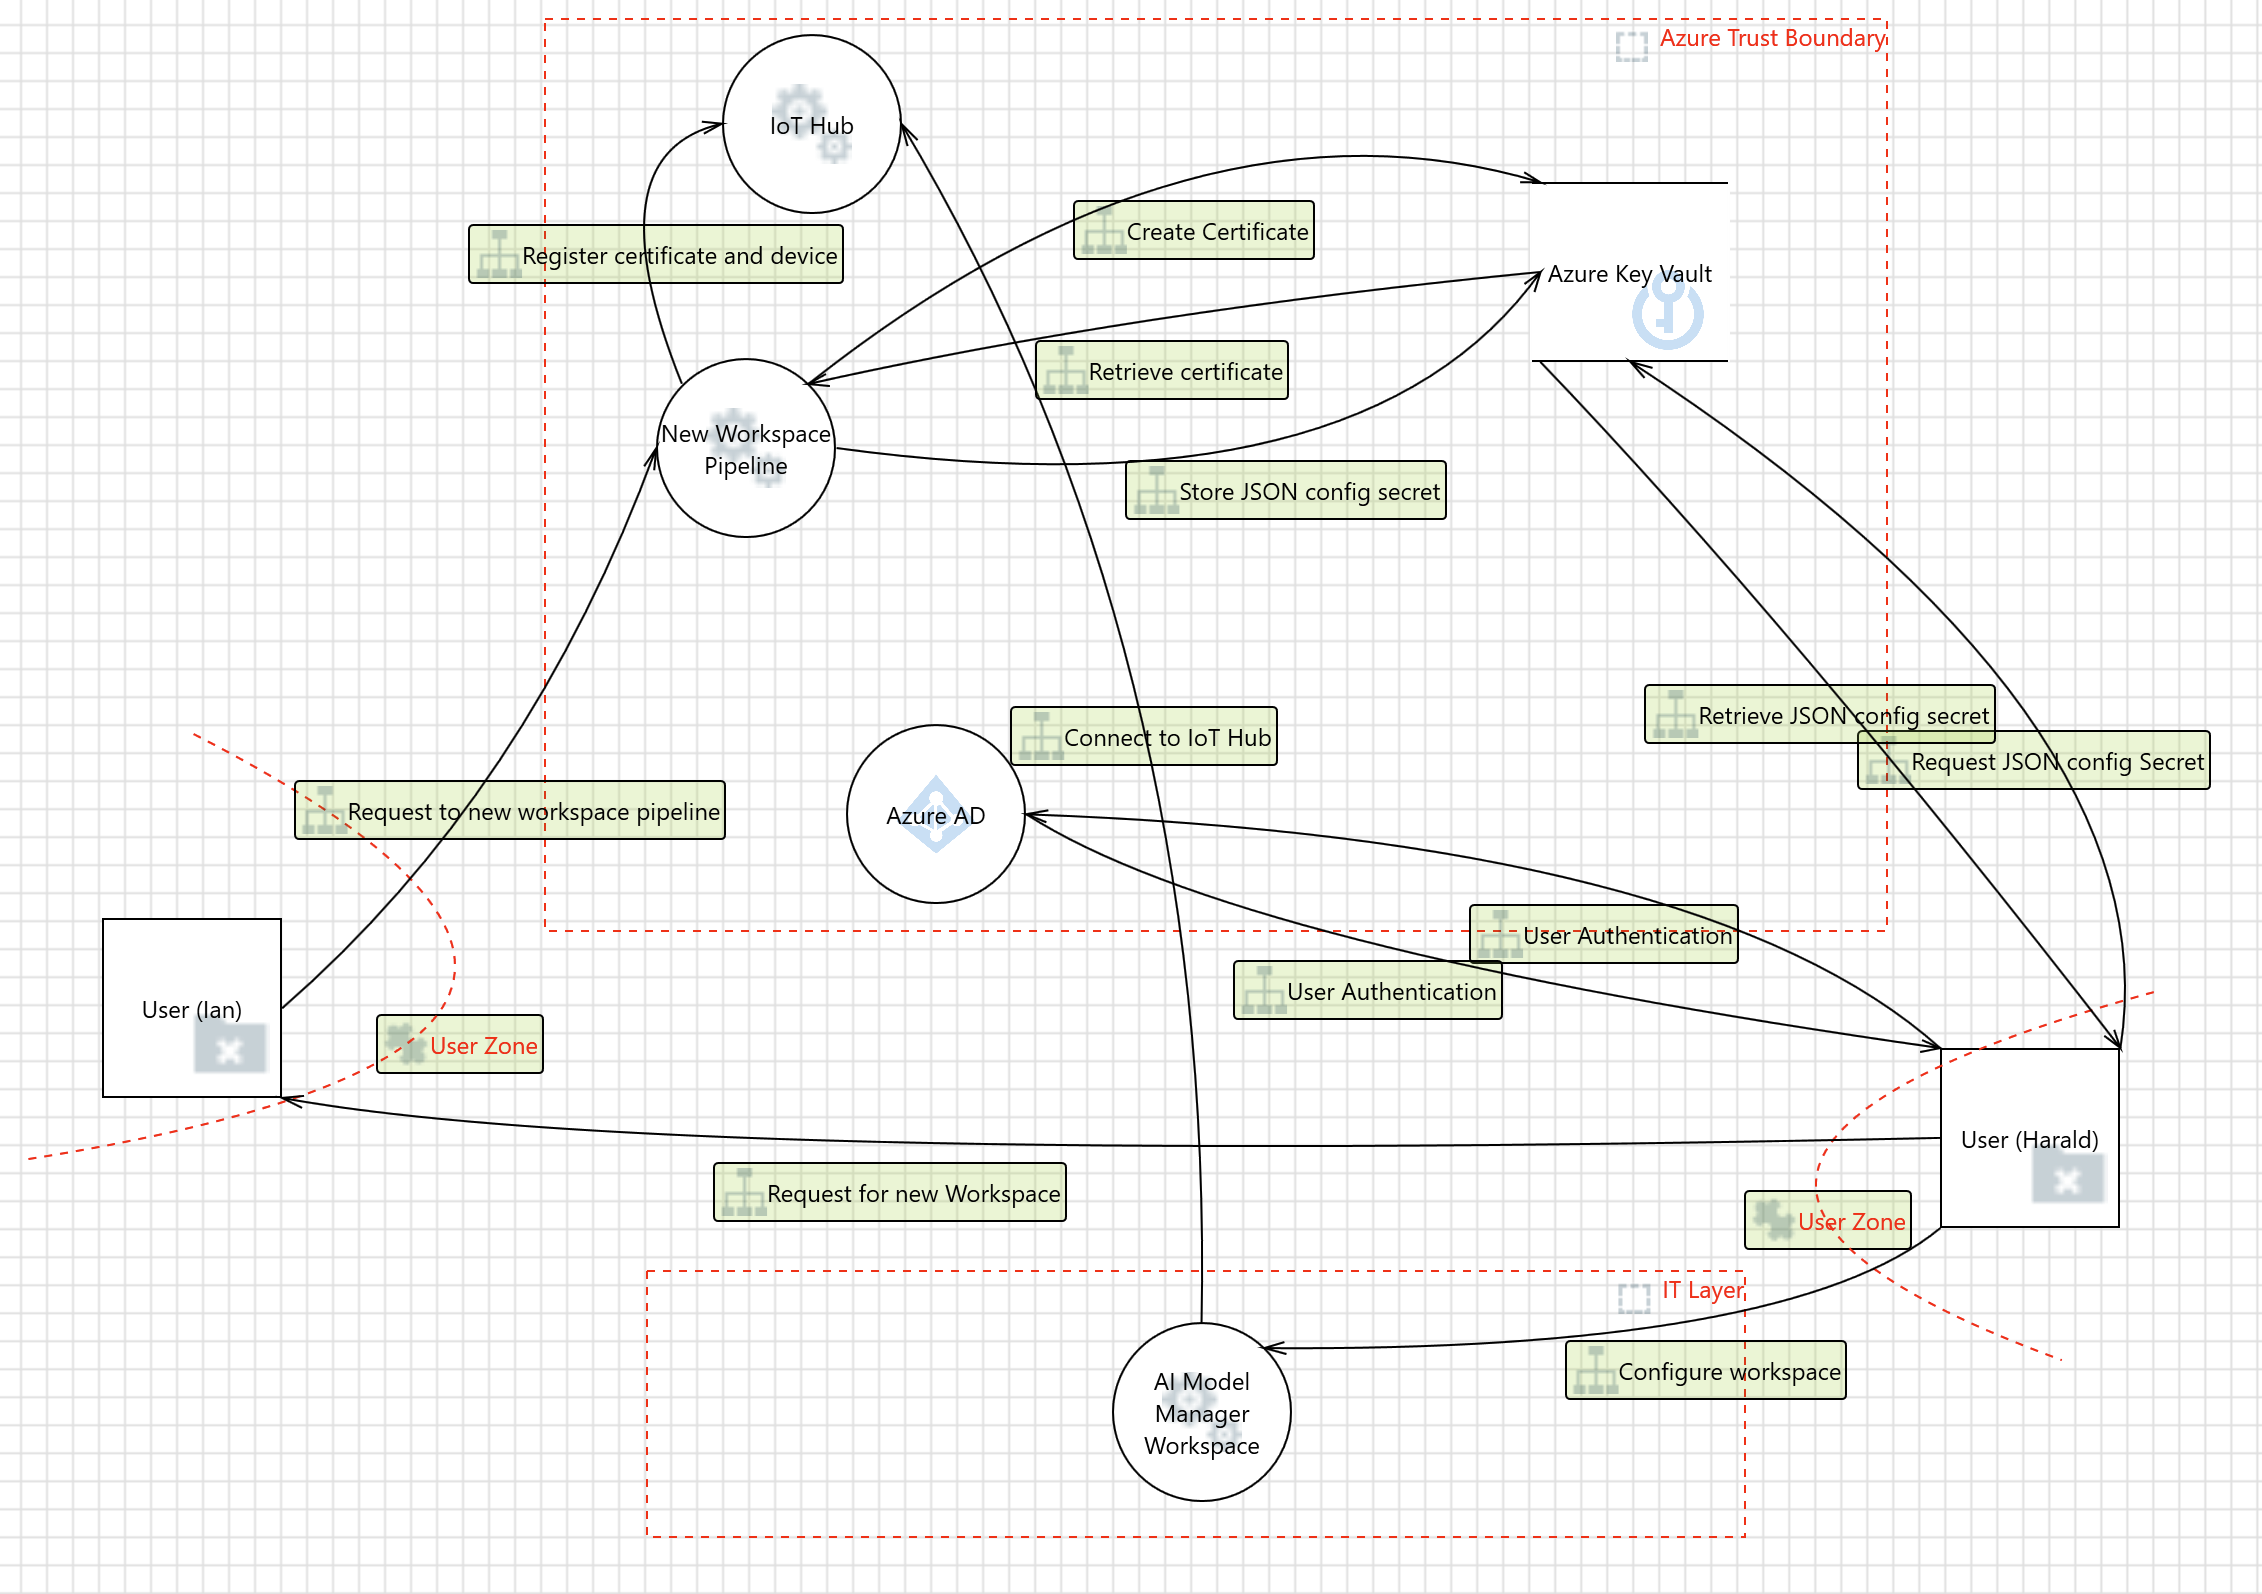 Azure Trust Boundary
IoT Hub
Create Certificate
Register certificate and device
Azure Key Vault
Retrieve certificate
New Workspace
Pipeline
Store JSON config secret
Retrieve JSON config secret
Connect to IoT Hub
Request JSON config Secret
Request to new workspace pipeline
Azure AD
User Authentication
User Authentication
User (Ian)
User Zone
User (Harald)
Request for new Workspace
User Zone
IT Layer
Configure workspace
AI Model
Manager
Workspace